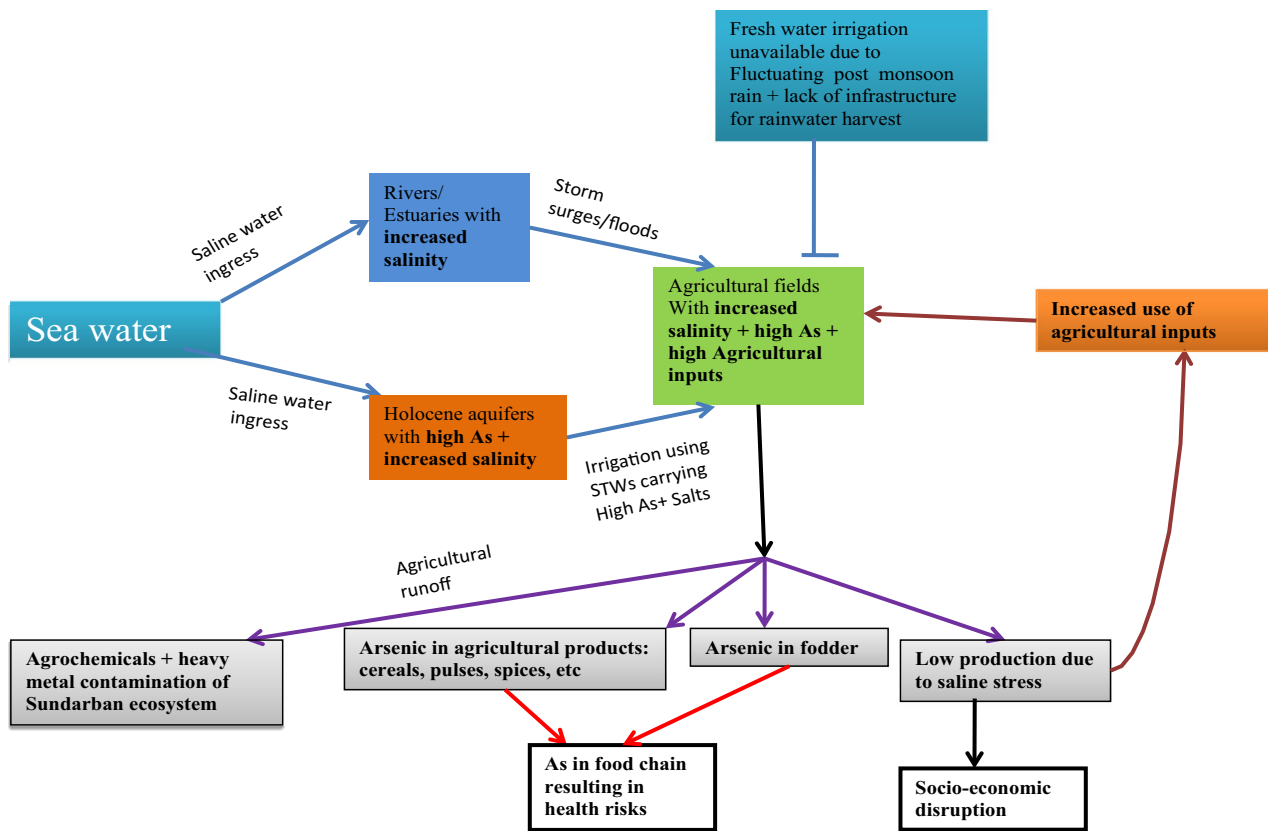 Fresh water irrigation
unavailable due to
Fluctuating post monsoon
rain + lack of infrastructure
for rainwater harvest
Rivers/
Estuaries with
increased
salinity
Storm
surges/floods
Saline water
ingress
Sea water
Agricultural fields
With increased
salinity + high As +
high Agricultural
inputs
Increased use of
agricultural inputs
Saline water
ingress
Holocene aquifers
with high As +
increased salinity
Irrigation using
STWs carrying
High As+ Salts
Agricultural
runoff
Agrochemicals + heavy
metal contamination of
Sundarban ecosystem
Arsenic in agricultural products:
cereals, pulses, spices, etc
Arsenic in fodder
Low production due
to saline stress
As in food chain
resulting in
health risks
Socio-economic
disruption